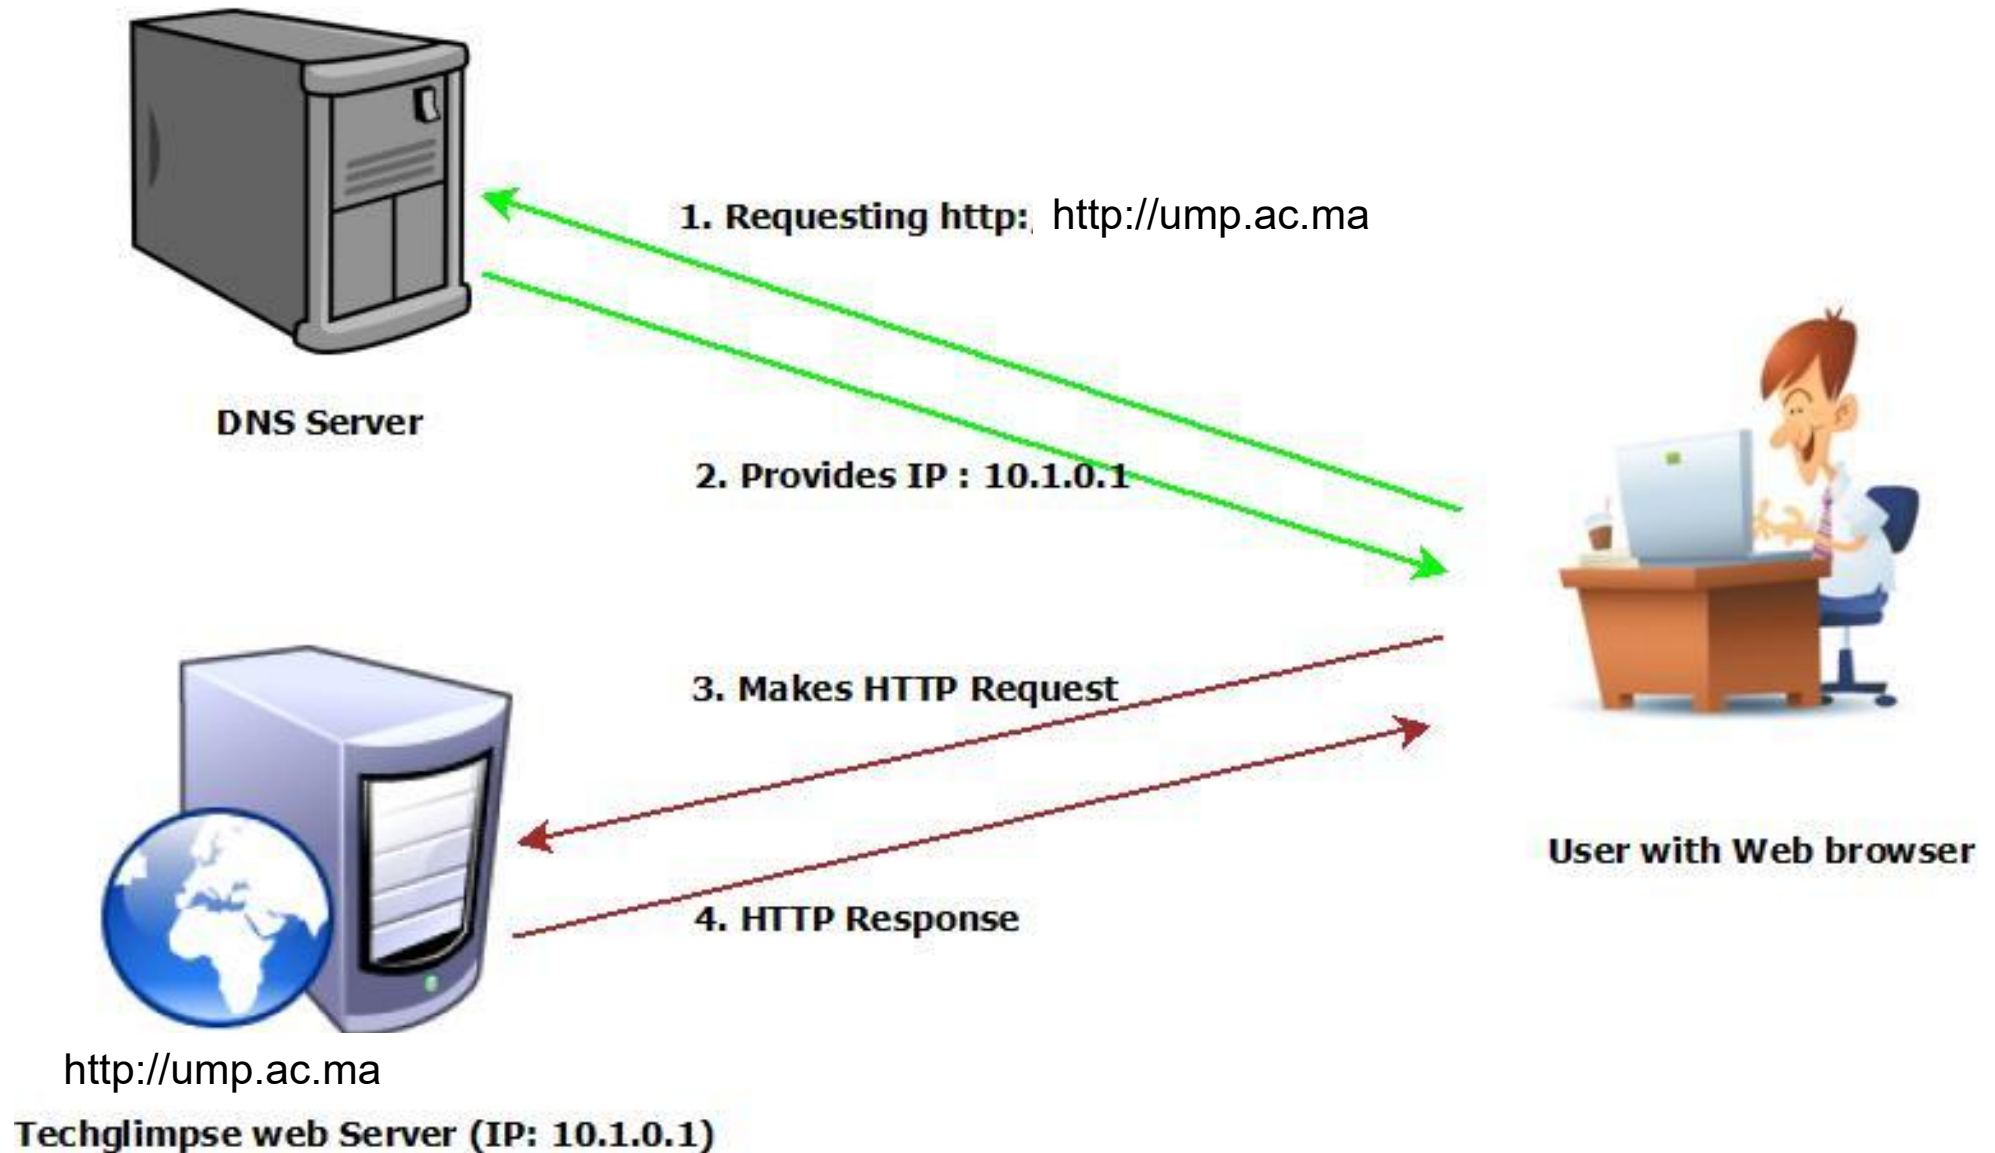 1. Requesting http: http://ump.ac.ma
DNS Server
2. Provides IP : 10.1.0.1
3. Makes HTTP Request
User with Web browser
4. HTTP Response
http://ump.ac.ma
Techglimpse web Server (IP: 10.1.0.1)